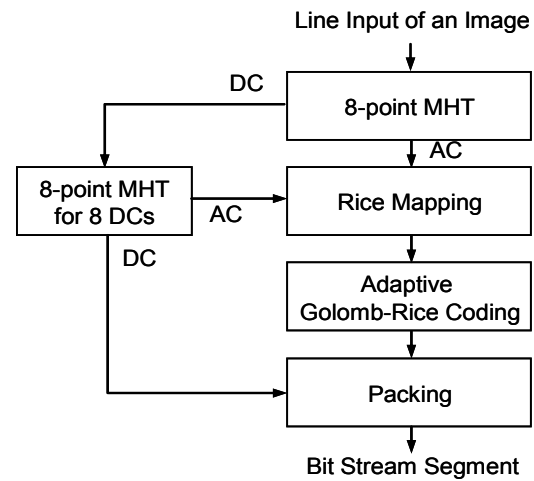 Line Input of an Image
DC
8-point MHT
AC
8-point MHT
for 8 DCs
AC
Rice Mapping
DC
Adaptive
Golomb-Rice Coding
Packing
Bit Stream Segment